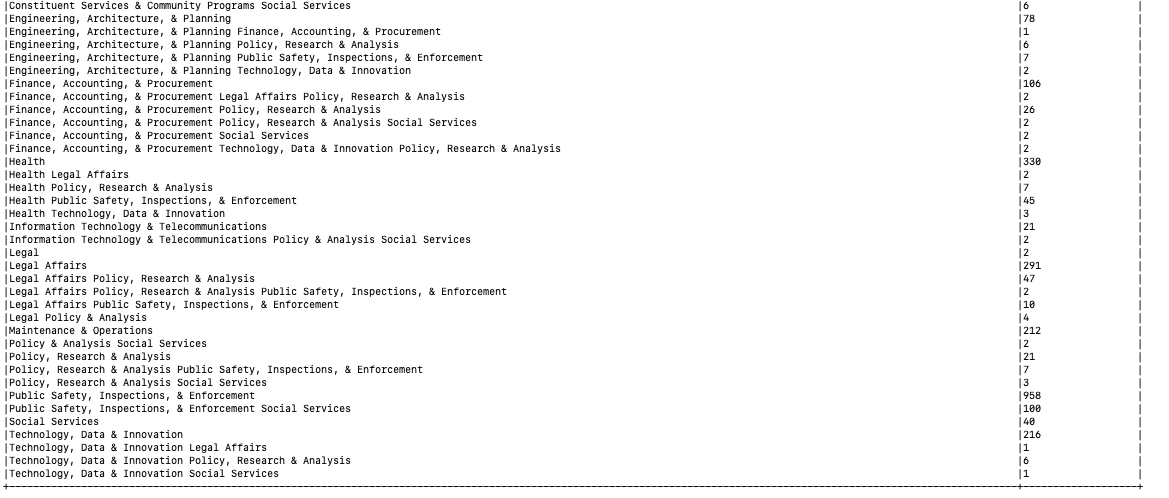 |Constituent Services & Community Programs Social Services |6 |
|Engineering, Architecture, & Planning |78 |
|Engineering, Architecture, & Planning Finance, Accounting, & Procurement |1 |
|Engineering, Architecture, & Planning Policy, Research & Analysis |6 |
|Engineering, Architecture, & Planning Public Safety, Inspections, & Enforcement |7 |
|Engineering, Architecture, & Planning Technology, Data & Innovation |2 |
|Finance, Accounting, & Procurement |106 |
|Finance, Accounting, & Procurement Legal Affairs Policy, Research & Analysis |2 |
|Finance, Accounting, & Procurement Policy, Research & Analysis |26 |
|Finance, Accounting, & Procurement Policy, Research & Analysis Social Services |2 |
|Finance, Accounting, & Procurement Social Services |2 |
|Finance, Accounting, & Procurement Technology, Data & Innovation Policy, Research & Analysis |2 |
|Health |330 |
|Health Legal Affairs |2 |
|Health Policy, Research & Analysis |7 |
|Health Public Safety, Inspections, & Enforcement |45 |
|Health Technology, Data & Innovation |3 |
|Information Technology & Telecommunications |21 |
|Information Technology & Telecommunications Policy & Analysis Social Services |2 |
|Legal |2 |
|Legal Affairs |291 |
|Legal Affairs Policy, Research & Analysis |47 |
|Legal Affairs Policy, Research & Analysis Public Safety, Inspections, & Enforcement |2 |
|Legal Affairs Public Safety, Inspections, & Enforcement |10 |
|Legal Policy & Analysis |4 |
|Maintenance & Operations |212 |
|Policy & Analysis Social Services |2 |
|Policy, Research & Analysis |21 |
|Policy, Research & Analysis Public Safety, Inspections, & Enforcement |7 |
|Policy, Research & Analysis Social Services |3 |
|Public Safety, Inspections, & Enforcement |958 |
|Public Safety, Inspections, & Enforcement Social Services |100 |
|Social Services |40 |
|Technology, Data & Innovation |216 |
|Technology, Data & Innovation Legal Affairs |1 |
|Technology, Data & Innovation Policy, Research & Analysis |6 |
|Technology, Data & Innovation Social Services |1 |